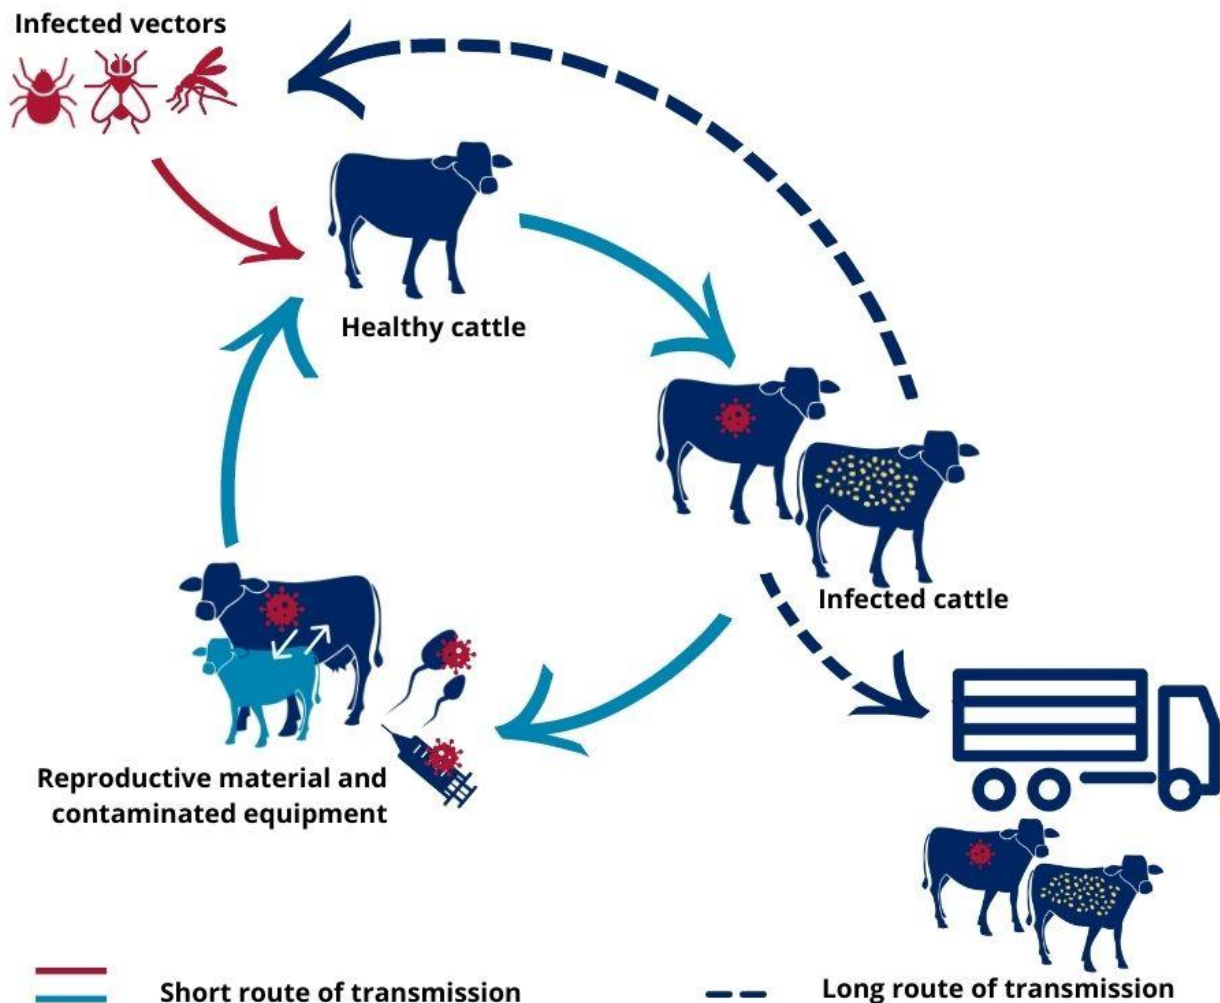 Infected vectors
Healthy cattle
Infected cattle
Reproductive material and
contaminated equipment
Short route of transmission
Long route of transmission